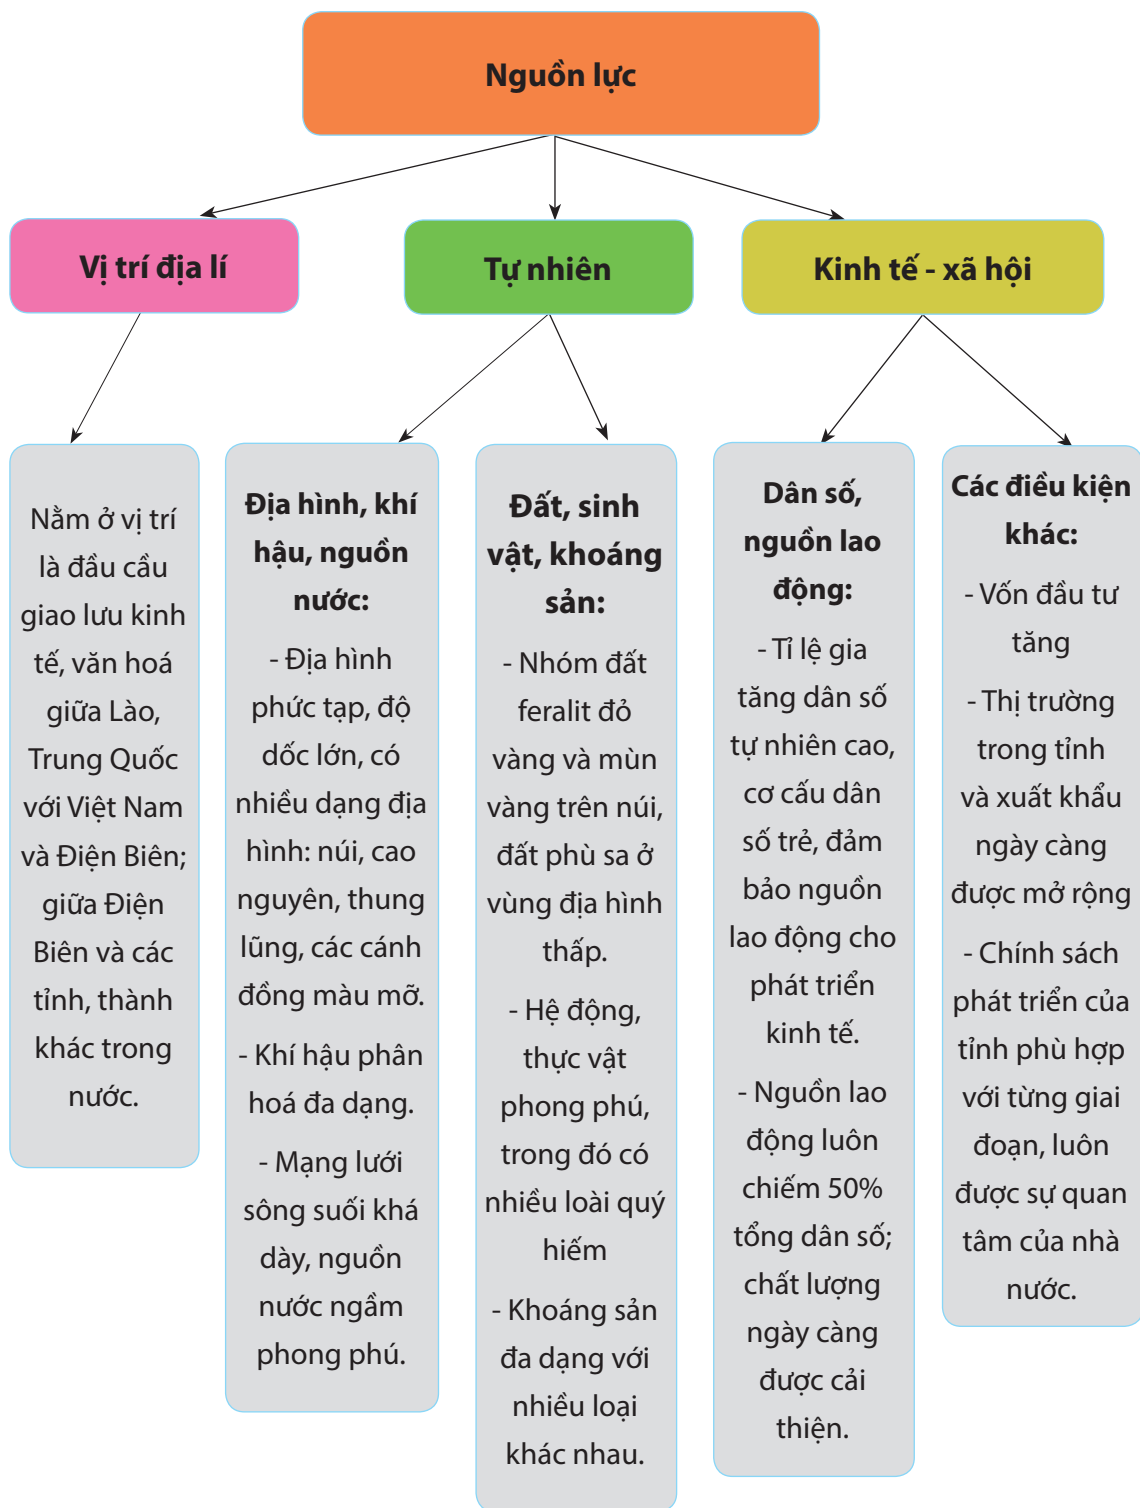 Nguồn lực
Vị trí địa lí
Tự nhiên
Kinh tế - xã hội
Nằm ở vị trí
là đầu cầu
giao lưu kinh
tế, văn hoá
giữa Lào,
Trung Quốc
với Việt Nam
và Điện Biên;
giữa Điện
Biên và các
tỉnh, thành
khác trong
nước.
Địa hình, khí
hậu, nguồn
nước:
- Địa hình
phức tạp, độ
dốc lớn, có
nhiều dạng địa
hình: núi, cao
nguyên, thung
lũng, các cánh
đồng màu mỡ.
- Khí hậu phân
hoá đa dạng.
- Mạng lưới
sông suối khá
dày, nguồn
nước ngầm
phong phú.
Đất, sinh
vật, khoáng
sản:
- Nhóm đất
feralit đỏ
vàng và mùn
vàng trên núi,
đất phù sa ở
vùng địa hình
thấp.
- Hệ động,
thực vật
phong phú,
trong đó có
nhiều loài quý
hiếm
- Khoáng sản
đa dạng với
nhiều loại
khác nhau.
Dân số,
nguồn lao
động:
- Tỉ lệ gia
tăng dân số
tự nhiên cao,
cơ cấu dân
số trẻ, đảm
bảo nguồn
lao động cho
phát triển
kinh tế.
- Nguồn lao
động luôn
chiếm 50%
tổng dân số;
chất lượng
ngày càng
được cải
thiện.
Các điều kiện
khác:
- Vốn đầu tư
tăng
- Thị trường
trong tỉnh
và xuất khẩu
ngày càng
được mở rộng
- Chính sách
phát triển của
tỉnh phù hợp
với từng giai
đoạn, luôn
được sự quan
tâm của nhà
nước.